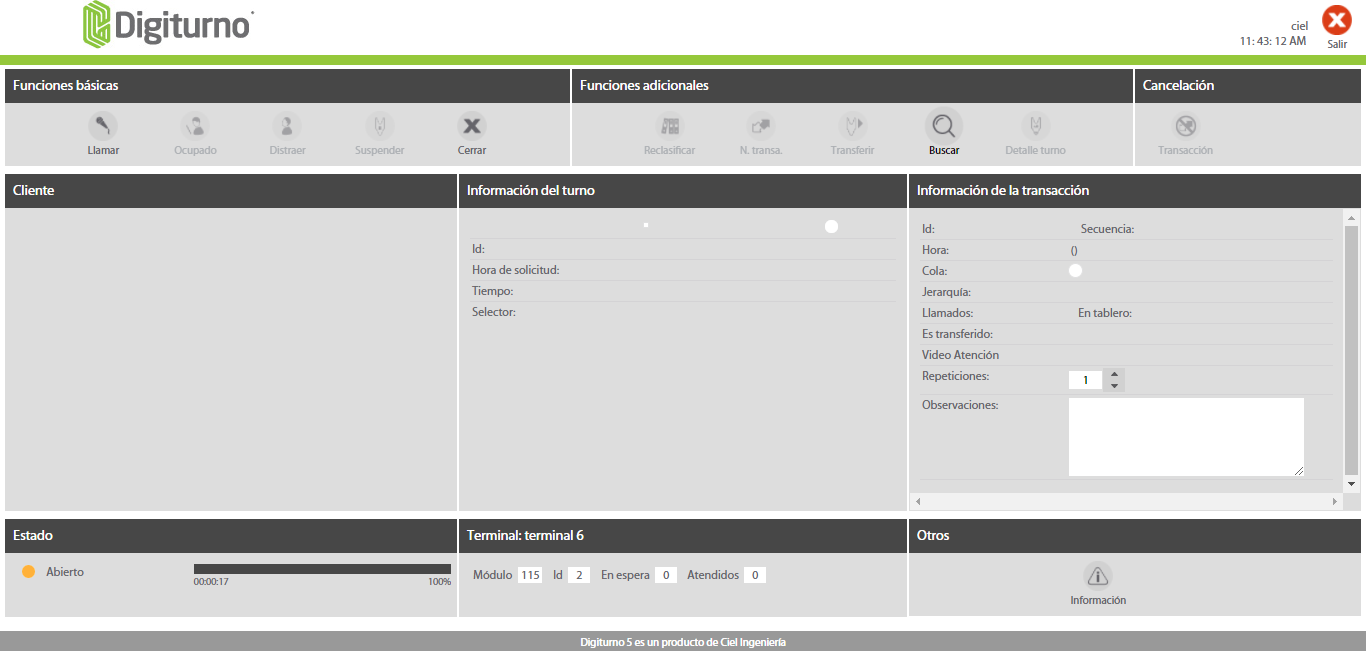 Digiturno
ciel
11: 43: 12 AM
Salir
Funciones básicas
Funciones adicionales
Cancelación
Llamar
Ocupado
Distraer
Suspender
Cerrar
Reclasificar
N. transa.
Transferir
Buscar
Detalle turno
Transacción
Cliente
Información del turno
Id:
Hora de solicitud:
Tiempo:
Selector:
Información de la transacción
Id: Secuencia:
Hora: ()
Cola:
Jerarquía:
Llamados: En tablero:
Es transferido:
Video Atención
Repeticiones: 1
Observaciones:
Estado
Abierto
00:00:17 100%
Terminal: terminal 6
Módulo 115 Id 2 En espera 0 Atendidos 0
Otros
Información
Digiturno 5 es un producto de Ciel Ingeniería